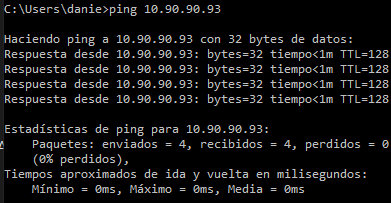 C:\Users\danie>ping 10.90.90.93
Haciendo ping a 10.90.90.93 con 32 bytes de datos:
Respuesta desde 10.90.90.93: bytes=32 tiempo<1m TTL=128
Respuesta desde 10.90.90.93: bytes=32 tiempo<1m TTL=128
Respuesta desde 10.90.90.93: bytes=32 tiempo<1m TTL=128
Respuesta desde 10.90.90.93: bytes=32 tiempo<1m TTL=128
Estadísticas de ping para 10.90.90.93:
Paquetes: enviados = 4, recibidos = 4, perdidos = 0
(0% perdidos),
Tiempos aproximados de ida y vuelta en milisegundos:
Mínimo = 0ms, Máximo = 0ms, Media = 0ms